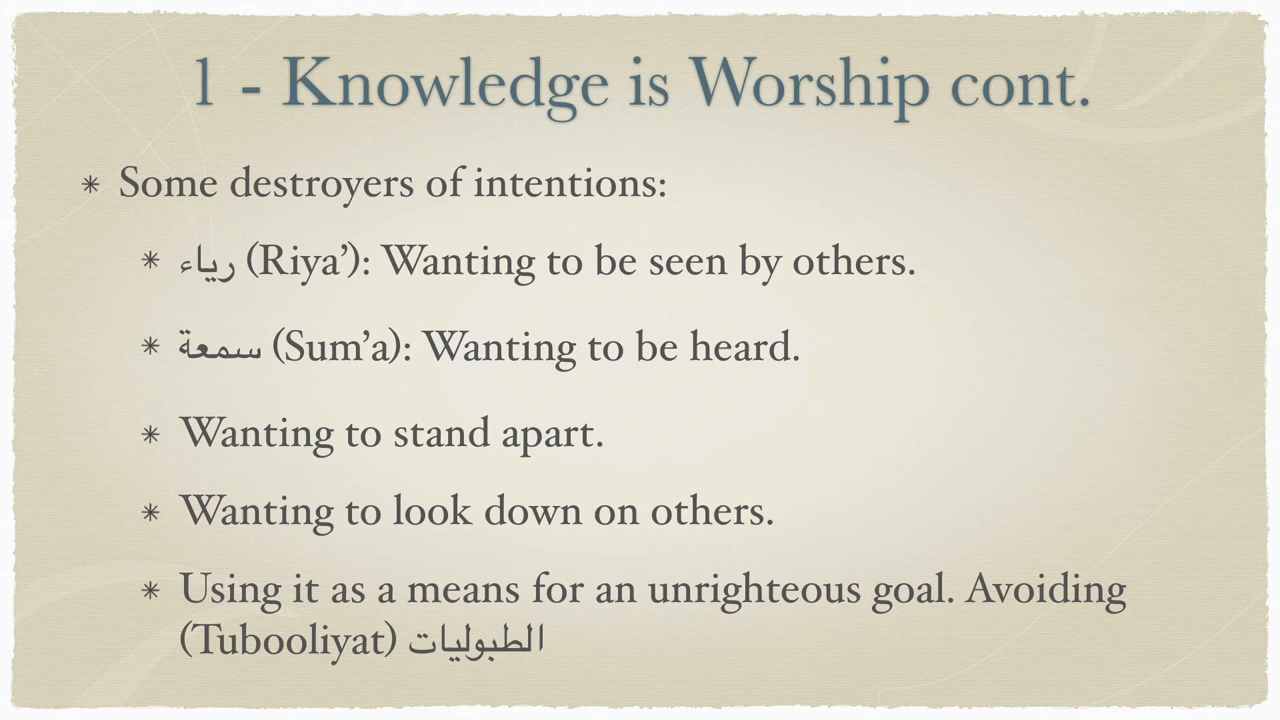 1 - Knowledge is Worship cont.
* Some destroyers of intentions:
* رياء (Riya’): Wanting to be seen by others.
* سمعة (Sum’a): Wanting to be heard.
* Wanting to stand apart.
* Wanting to look down on others.
* Using it as a means for an unrighteous goal. Avoiding
(Tubooliyat) الطبوليات